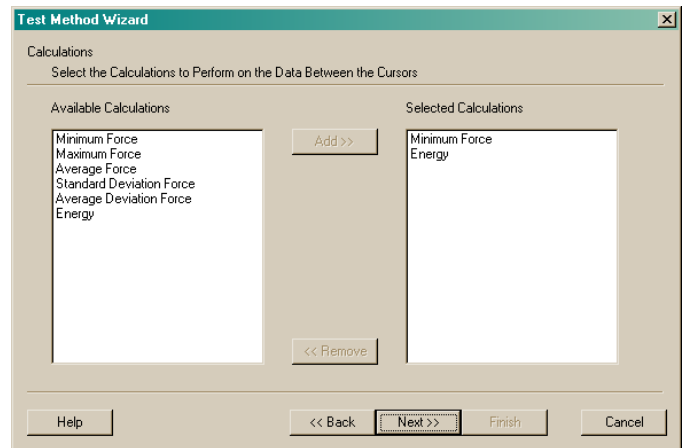 Test Method Wizard
Calculations
Select the Calculations to Perform on the Data Between the Cursors
Available Calculations
Minimum Force
Maximum Force
Average Force
Standard Deviation Force
Average Deviation Force
Energy
Add >>
<< Remove
Selected Calculations
Minimum Force
Energy
Help
<< Back
Next >>
Finish
Cancel